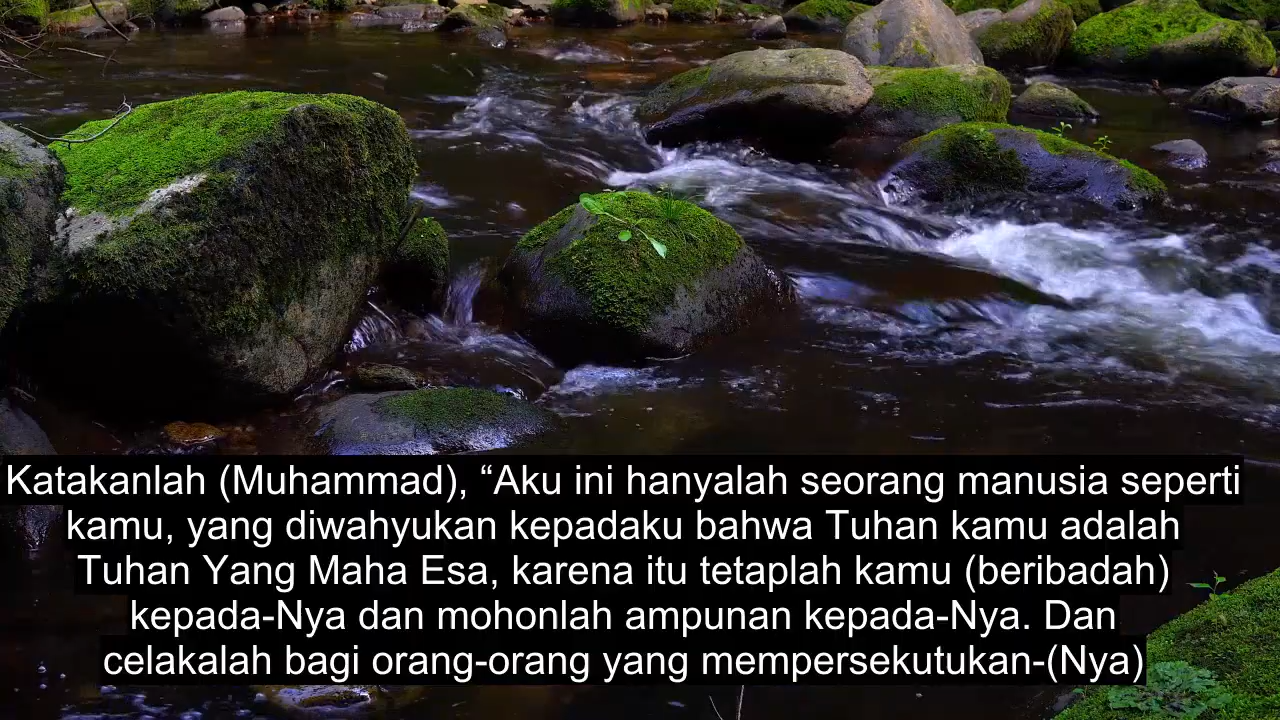 Katakanlah (Muhammad), “Aku ini hanyalah seorang manusia seperti
kamu, yang diwahyukan kepadaku bahwa Tuhan kamu adalah
Tuhan Yang Maha Esa, karena itu tetaplah kamu (beribadah)
kepada-Nya dan mohonlah ampunan kepada-Nya. Dan
celakalah bagi orang-orang yang mempersekutukan-(Nya)